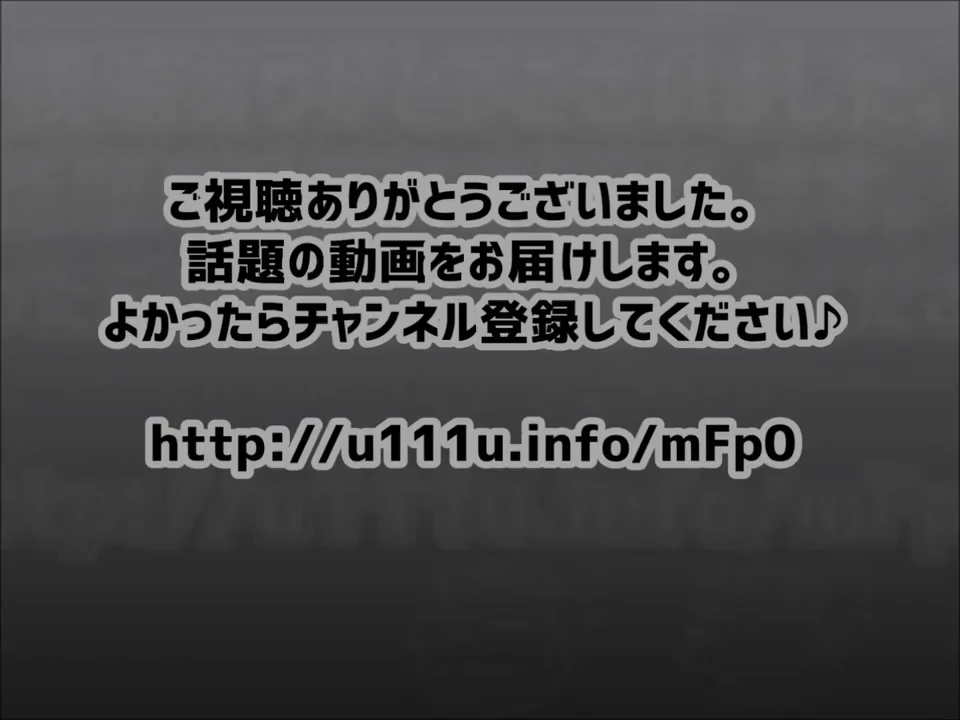 ご視聴ありがとうございました。
話題の動画をお届けします。
よかったらチャンネル登録してください♪
http://u111u.info/mFp0